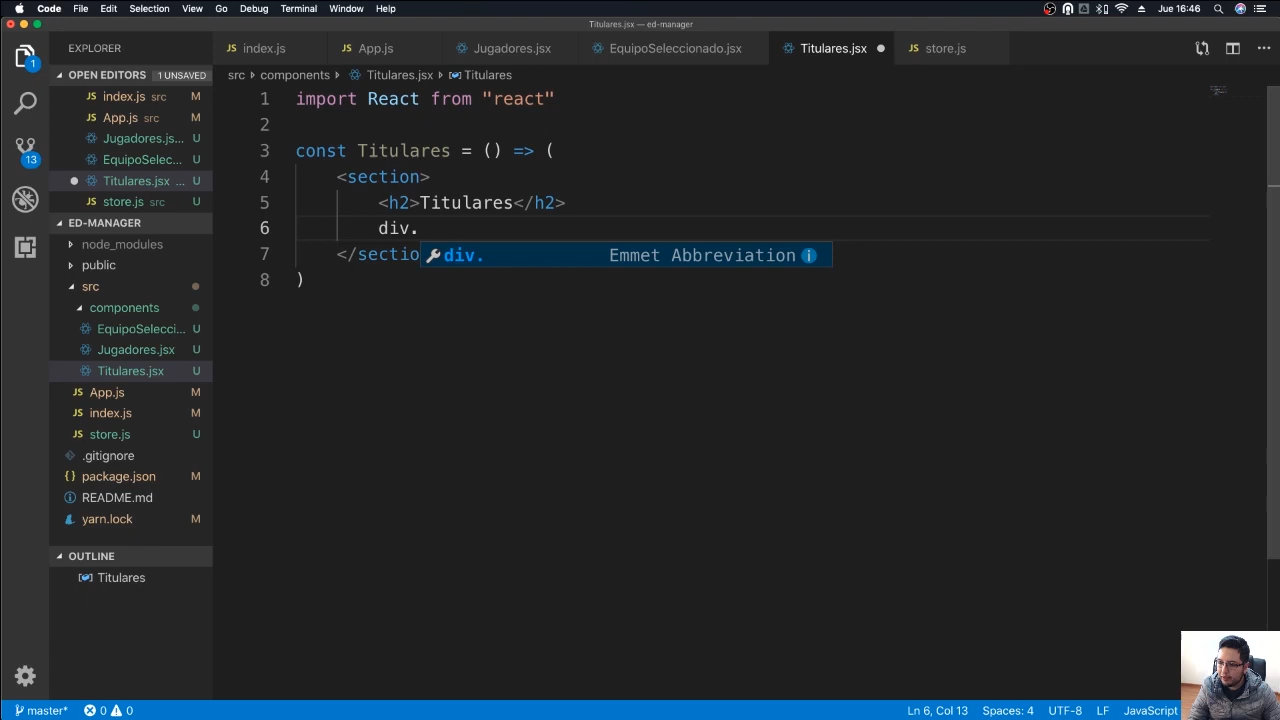 Code File Edit Selection View Go Debug Terminal Window Help Jue 16:46
Titulares.jsx — ed-manager
EXPLORER
index.js App.js Jugadores.jsx EquipoSeleccionado.jsx Titulares.jsx store.js
OPEN EDITORS 1 UNSAVED
index.js src M
App.js src M
Jugadores.js... U
EquipoSelec... U
Titulares.jsx ... U
store.js src U
ED-MANAGER
node_modules
public
src
components
EquipoSelecci... U
Jugadores.jsx U
Titulares.jsx U
App.js M
index.js M
store.js U
.gitignore
package.json M
README.md
yarn.lock M
OUTLINE
Titulares
1
13
src › components › Titulares.jsx › Titulares
1 import React from "react"
2
3 const Titulares = () => (
4 <section>
5 <h2>Titulares</h2>
6 div.
7 </sectio
8 )
div. Emmet Abbreviation
master* 0 0 Ln 6, Col 13 Spaces: 4 UTF-8 LF JavaScript